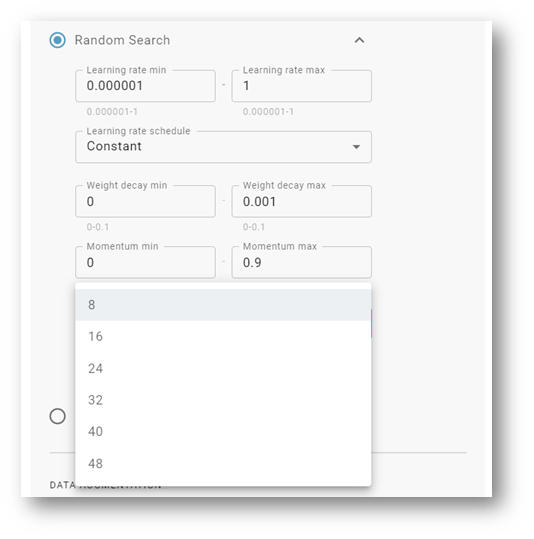 Random Search
Learning rate min Learning rate max
0.000001 - 1
0.000001-1 0.000001-1
Learning rate schedule
Constant
Weight decay min Weight decay max
0 - 0.001
0-0.1 0-0.1
Momentum min Momentum max
0 - 0.9
8
16
24
32
40
48
DATA AUGMENTATION